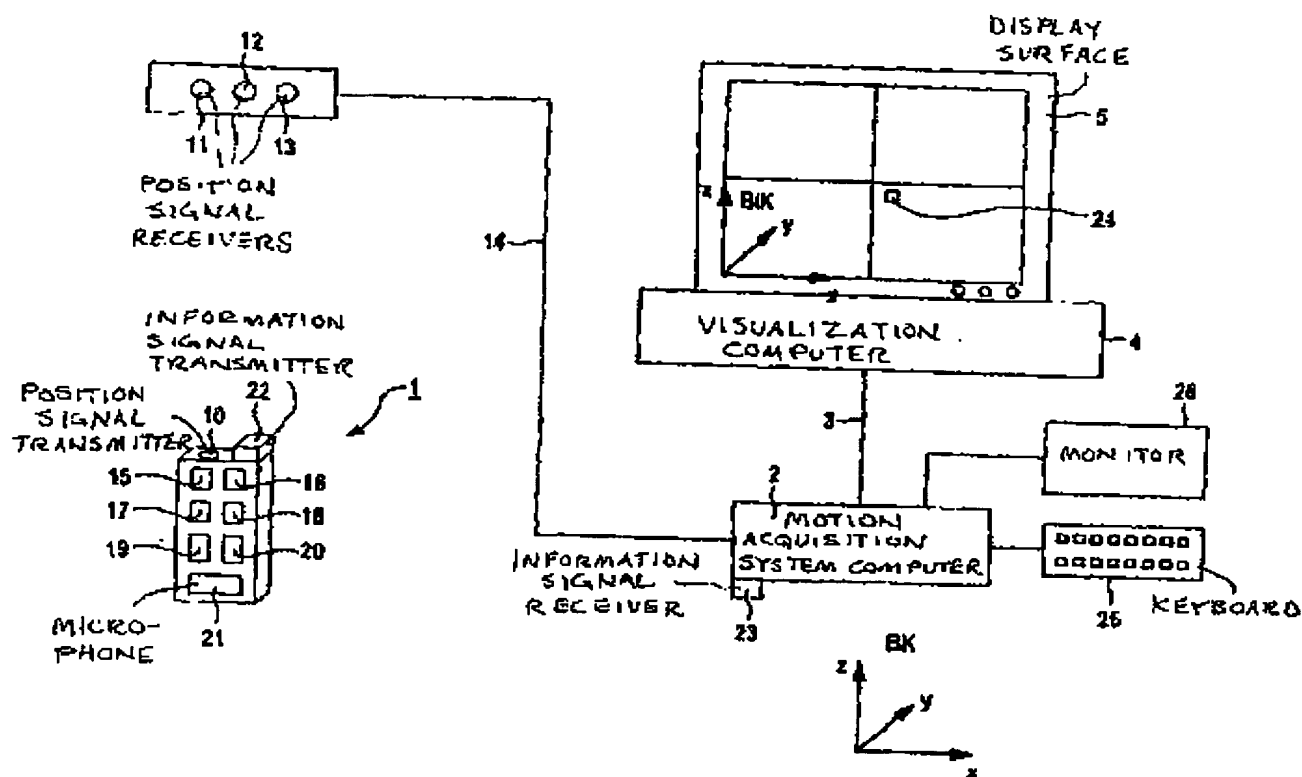 12
11
13
POSITION
SIGNAL
RECEIVERS
14
DISPLAY
SURFACE
5
z
BIK
y
x
24
VISUALIZATION
COMPUTER
4
3
INFORMATION
SIGNAL
TRANSMITTER
POSITION
SIGNAL
TRANSMITTER
10
22
1
15
16
17
18
19
20
MICRO-
PHONE
21
2
MOTION
ACQUISITION
SYSTEM COMPUTER
INFORMATION
SIGNAL
RECEIVER
23
MONITOR
KEYBOARD
25
BK
z
y
x